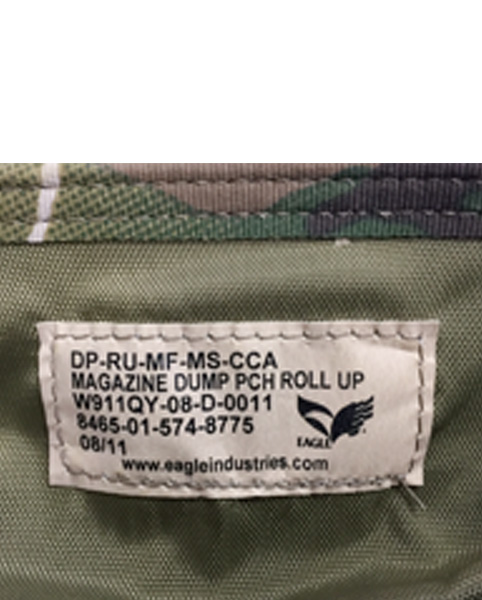 DP-RU-MF-MS-CCA
MAGAZINE DUMP PCH ROLL UP
W911QY-08-D-0011
8465-01-574-8775
EAGLE
08/11
www.eagleindustries.com